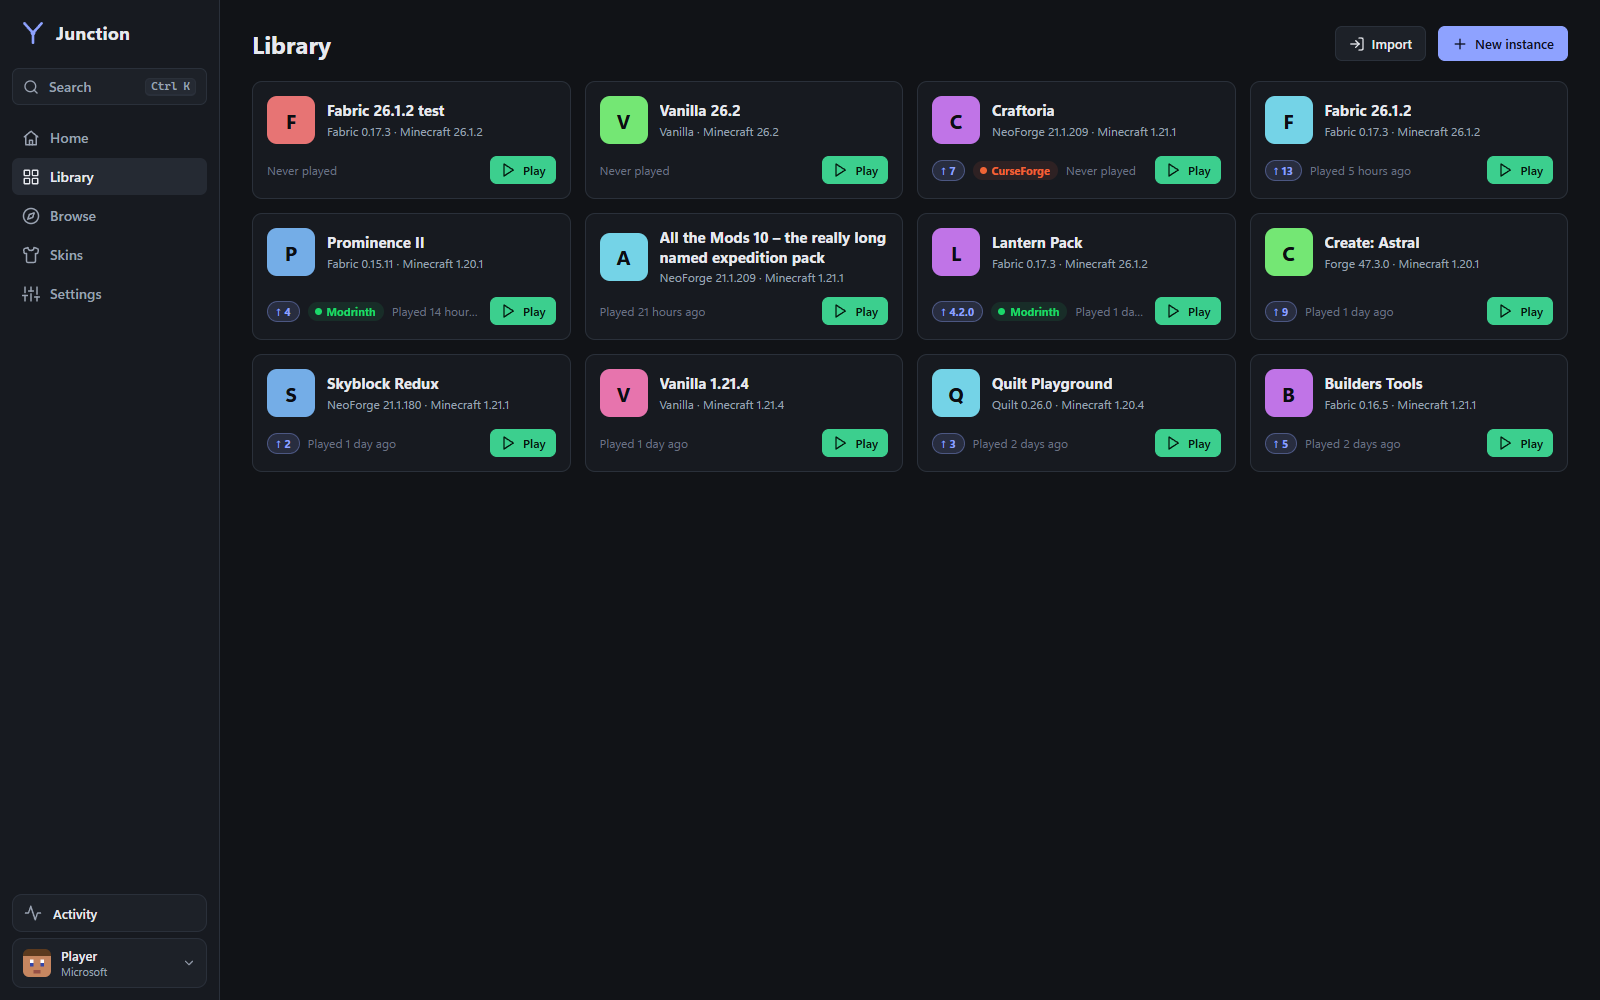 Junction
Search
Ctrl K
Home
Library
Browse
Skins
Settings
Activity
Player
Microsoft
Library
Import
New instance
F
Fabric 26.1.2 test
Fabric 0.17.3 · Minecraft 26.1.2
Never played
Play
V
Vanilla 26.2
Vanilla · Minecraft 26.2
Never played
Play
C
Craftoria
NeoForge 21.1.209 · Minecraft 1.21.1
↑ 7
CurseForge
Never played
Play
F
Fabric 26.1.2
Fabric 0.17.3 · Minecraft 26.1.2
↑ 13
Played 5 hours ago
Play
P
Prominence II
Fabric 0.15.11 · Minecraft 1.20.1
↑ 4
Modrinth
Played 14 hour...
Play
A
All the Mods 10 – the really long
named expedition pack
NeoForge 21.1.209 · Minecraft 1.21.1
Played 21 hours ago
Play
L
Lantern Pack
Fabric 0.17.3 · Minecraft 26.1.2
↑ 4.2.0
Modrinth
Played 1 da...
Play
C
Create: Astral
Forge 47.3.0 · Minecraft 1.20.1
↑ 9
Played 1 day ago
Play
S
Skyblock Redux
NeoForge 21.1.180 · Minecraft 1.21.1
↑ 2
Played 1 day ago
Play
V
Vanilla 1.21.4
Vanilla · Minecraft 1.21.4
Played 1 day ago
Play
Q
Quilt Playground
Quilt 0.26.0 · Minecraft 1.20.4
↑ 3
Played 2 days ago
Play
B
Builders Tools
Fabric 0.16.5 · Minecraft 1.21.1
↑ 5
Played 2 days ago
Play